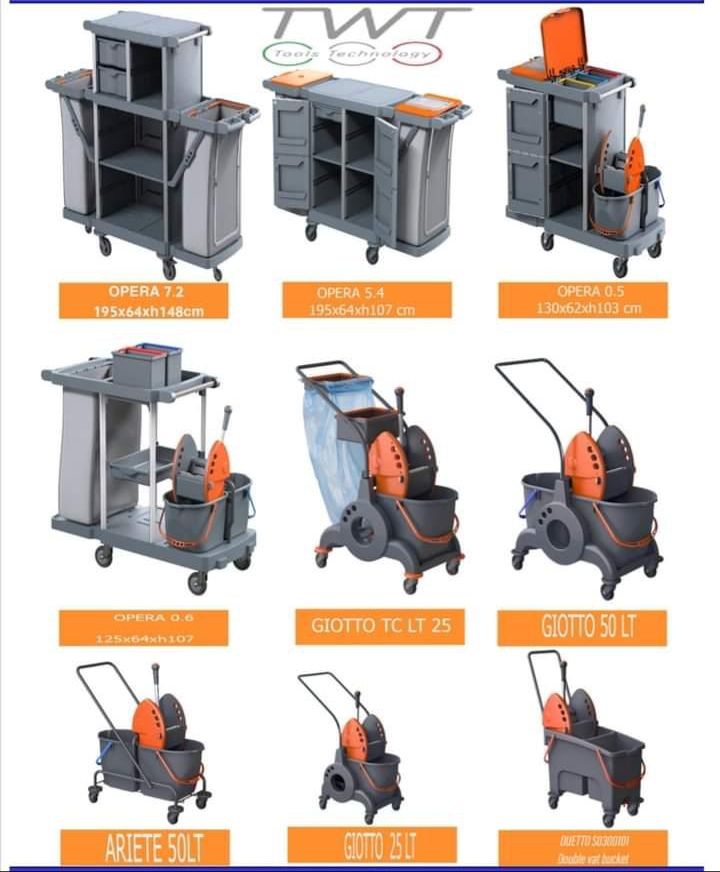 TWT
Tools Technology
OPERA 7.2
195x64xh148cm
OPERA 5.4
195x64xh107 cm
OPERA 0.5
130x62xh103 cm
OPERA 0.6
125x64xh107
GIOTTO TC LT 25
GIOTTO 50 LT
ARIETE 50LT
GIOTTO 25 LT
DUETTO S0300101
Double vat bucket